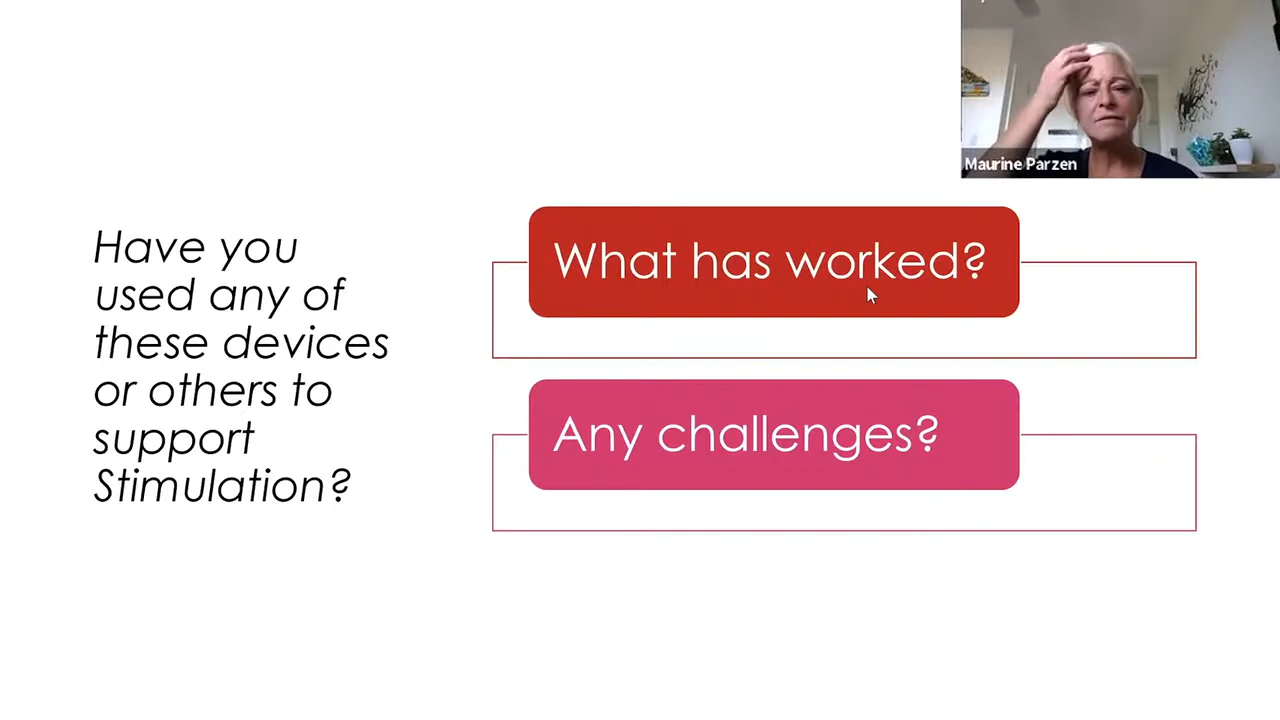 Maurine Parzen
Have you
used any of
these devices
or others to
support
Stimulation?
What has worked?
Any challenges?